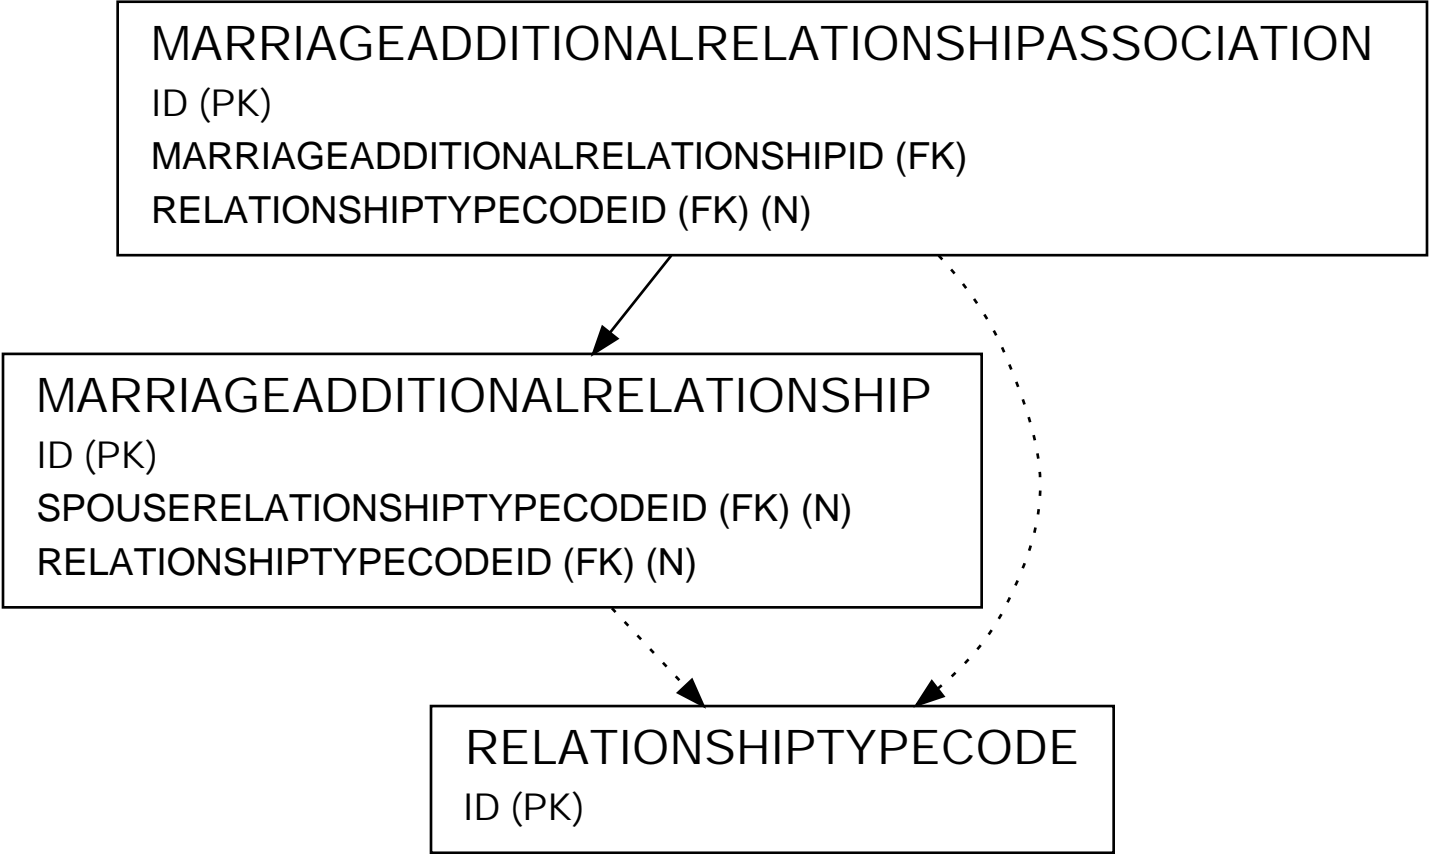 MARRIAGEADDITIONALRELATIONSHIPASSOCIATION
ID (PK)
MARRIAGEADDITIONALRELATIONSHIPID (FK)
RELATIONSHIPTYPECODEID (FK) (N)
MARRIAGEADDITIONALRELATIONSHIP
ID (PK)
SPOUSERELATIONSHIPTYPECODEID (FK) (N)
RELATIONSHIPTYPECODEID (FK) (N)
RELATIONSHIPTYPECODE
ID (PK)